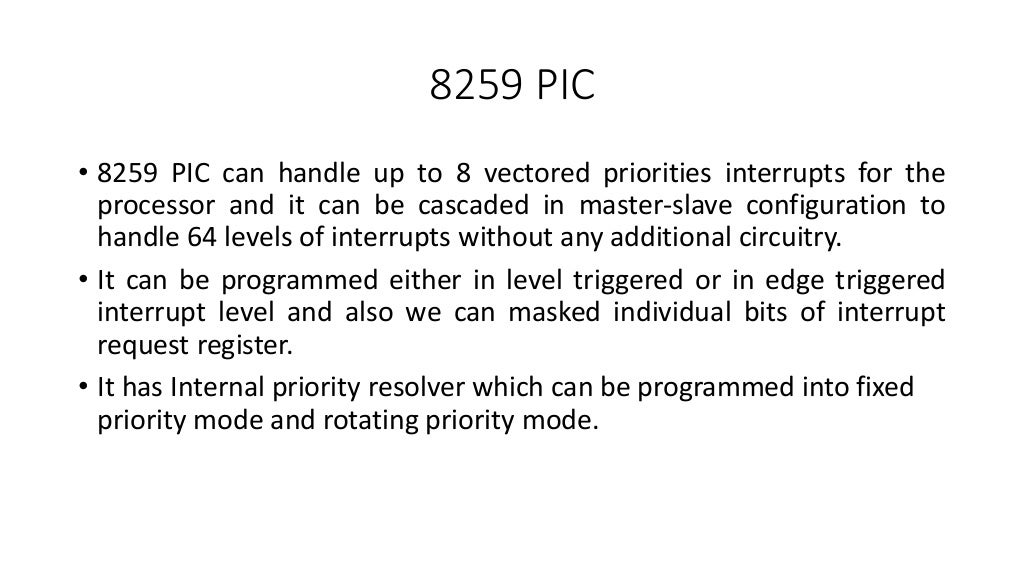 8259 PIC
• 8259 PIC can handle up to 8 vectored priorities interrupts for the
processor and it can be cascaded in master-slave configuration to
handle 64 levels of interrupts without any additional circuitry.
• It can be programmed either in level triggered or in edge triggered
interrupt level and also we can masked individual bits of interrupt
request register.
• It has Internal priority resolver which can be programmed into fixed
priority mode and rotating priority mode.